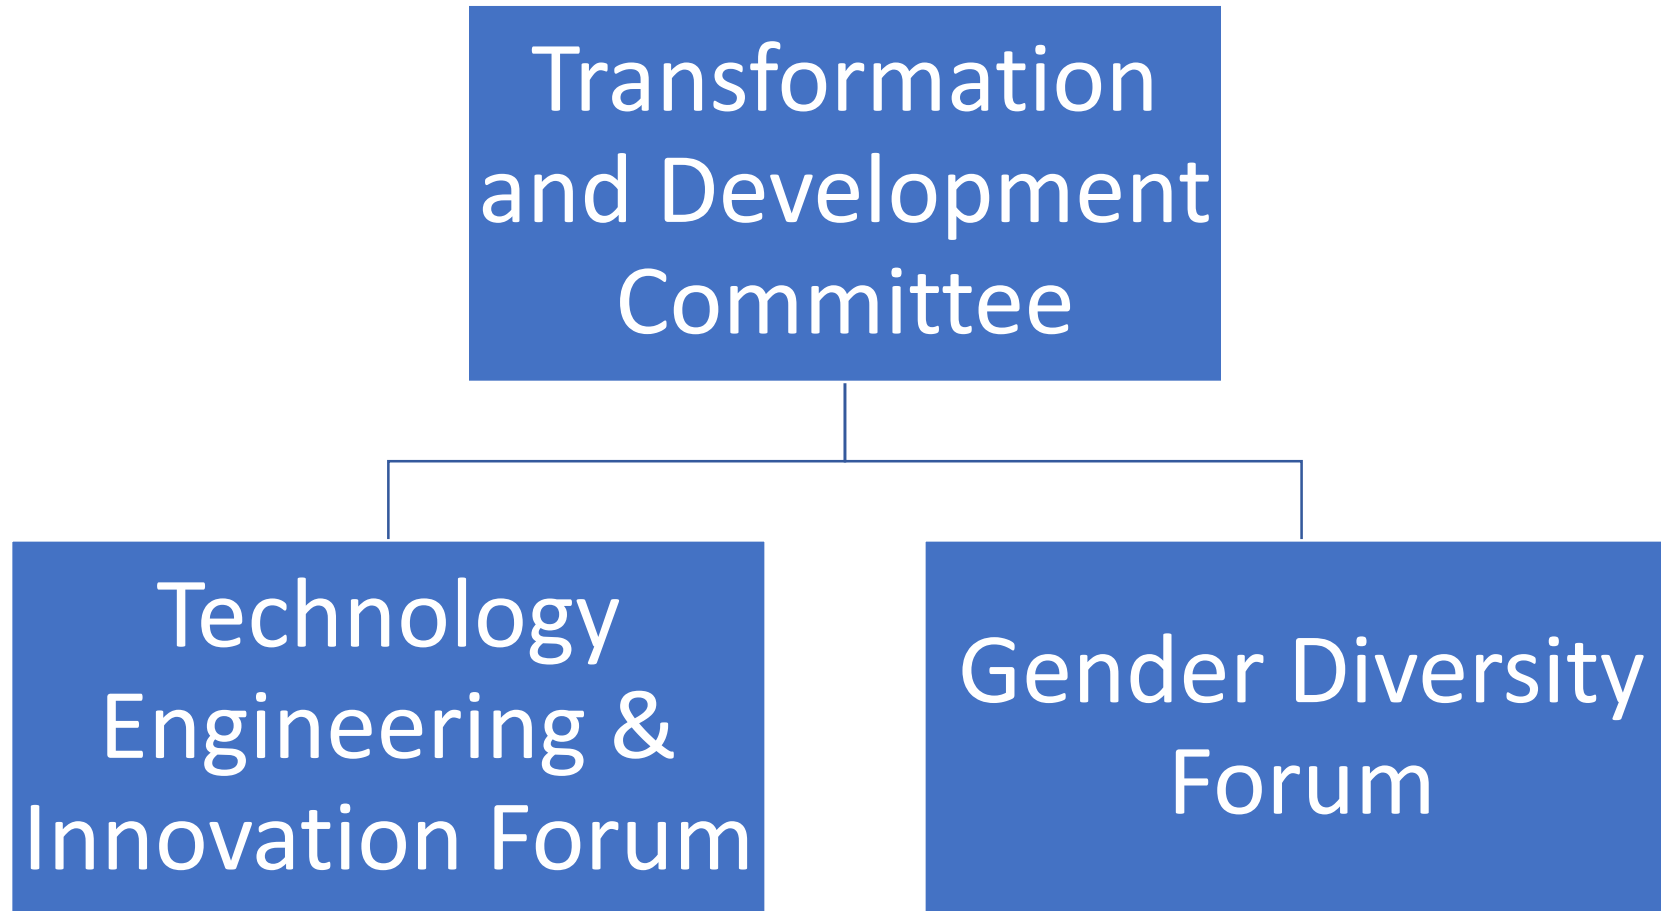 Transformation
and Development
Committee
Technology
Engineering &
Innovation Forum
Gender Diversity
Forum